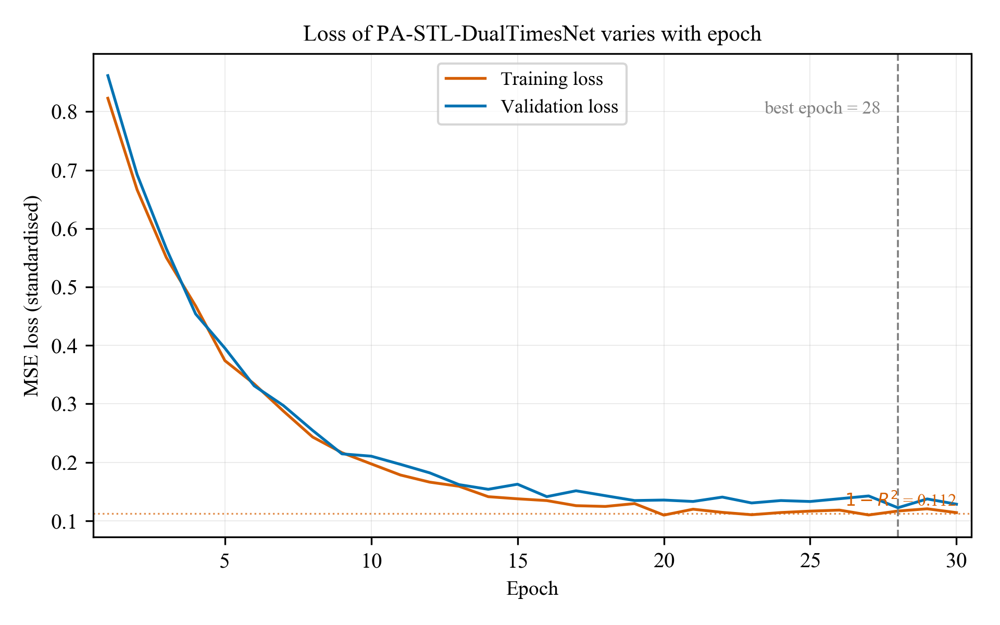 Loss of PA-STL-DualTimesNet varies with epoch
Training loss
Validation loss
best epoch = 28
MSE loss (standardised)
0.8
0.7
0.6
0.5
0.4
0.3
0.2
0.1
1 − R² = 0.112
5 10 15 20 25 30
Epoch